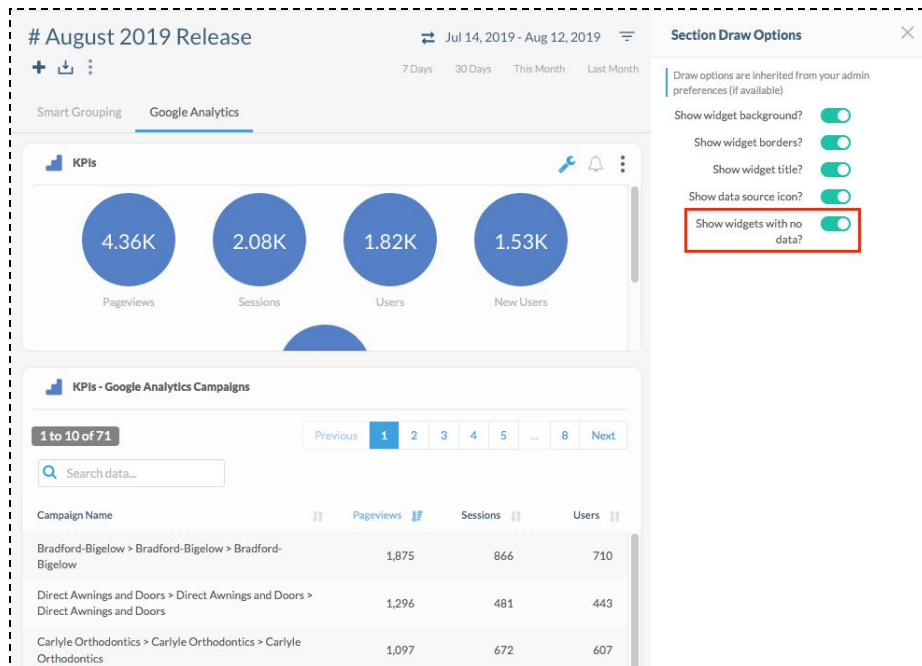 # August 2019 Release
Jul 14, 2019 - Aug 12, 2019
7 Days 30 Days This Month Last Month
Smart Grouping Google Analytics
KPIs
4.36K 2.08K 1.82K 1.53K
Pageviews Sessions Users New Users
KPIs - Google Analytics Campaigns
1 to 10 of 71
Previous 1 2 3 4 5 ... 8 Next
Search data...
Campaign Name Pageviews Sessions Users
Bradford-Bigelow > Bradford-Bigelow > Bradford-
Bigelow
1,875 866 710
Direct Awnings and Doors > Direct Awnings and Doors >
Direct Awnings and Doors
1,296 481 443
Carlyle Orthodontics > Carlyle Orthodontics > Carlyle
Orthodontics
1,097 672 607
Section Draw Options
Draw options are inherited from your admin
preferences (if available)
Show widget background?
Show widget borders?
Show widget title?
Show data source icon?
Show widgets with no
data?